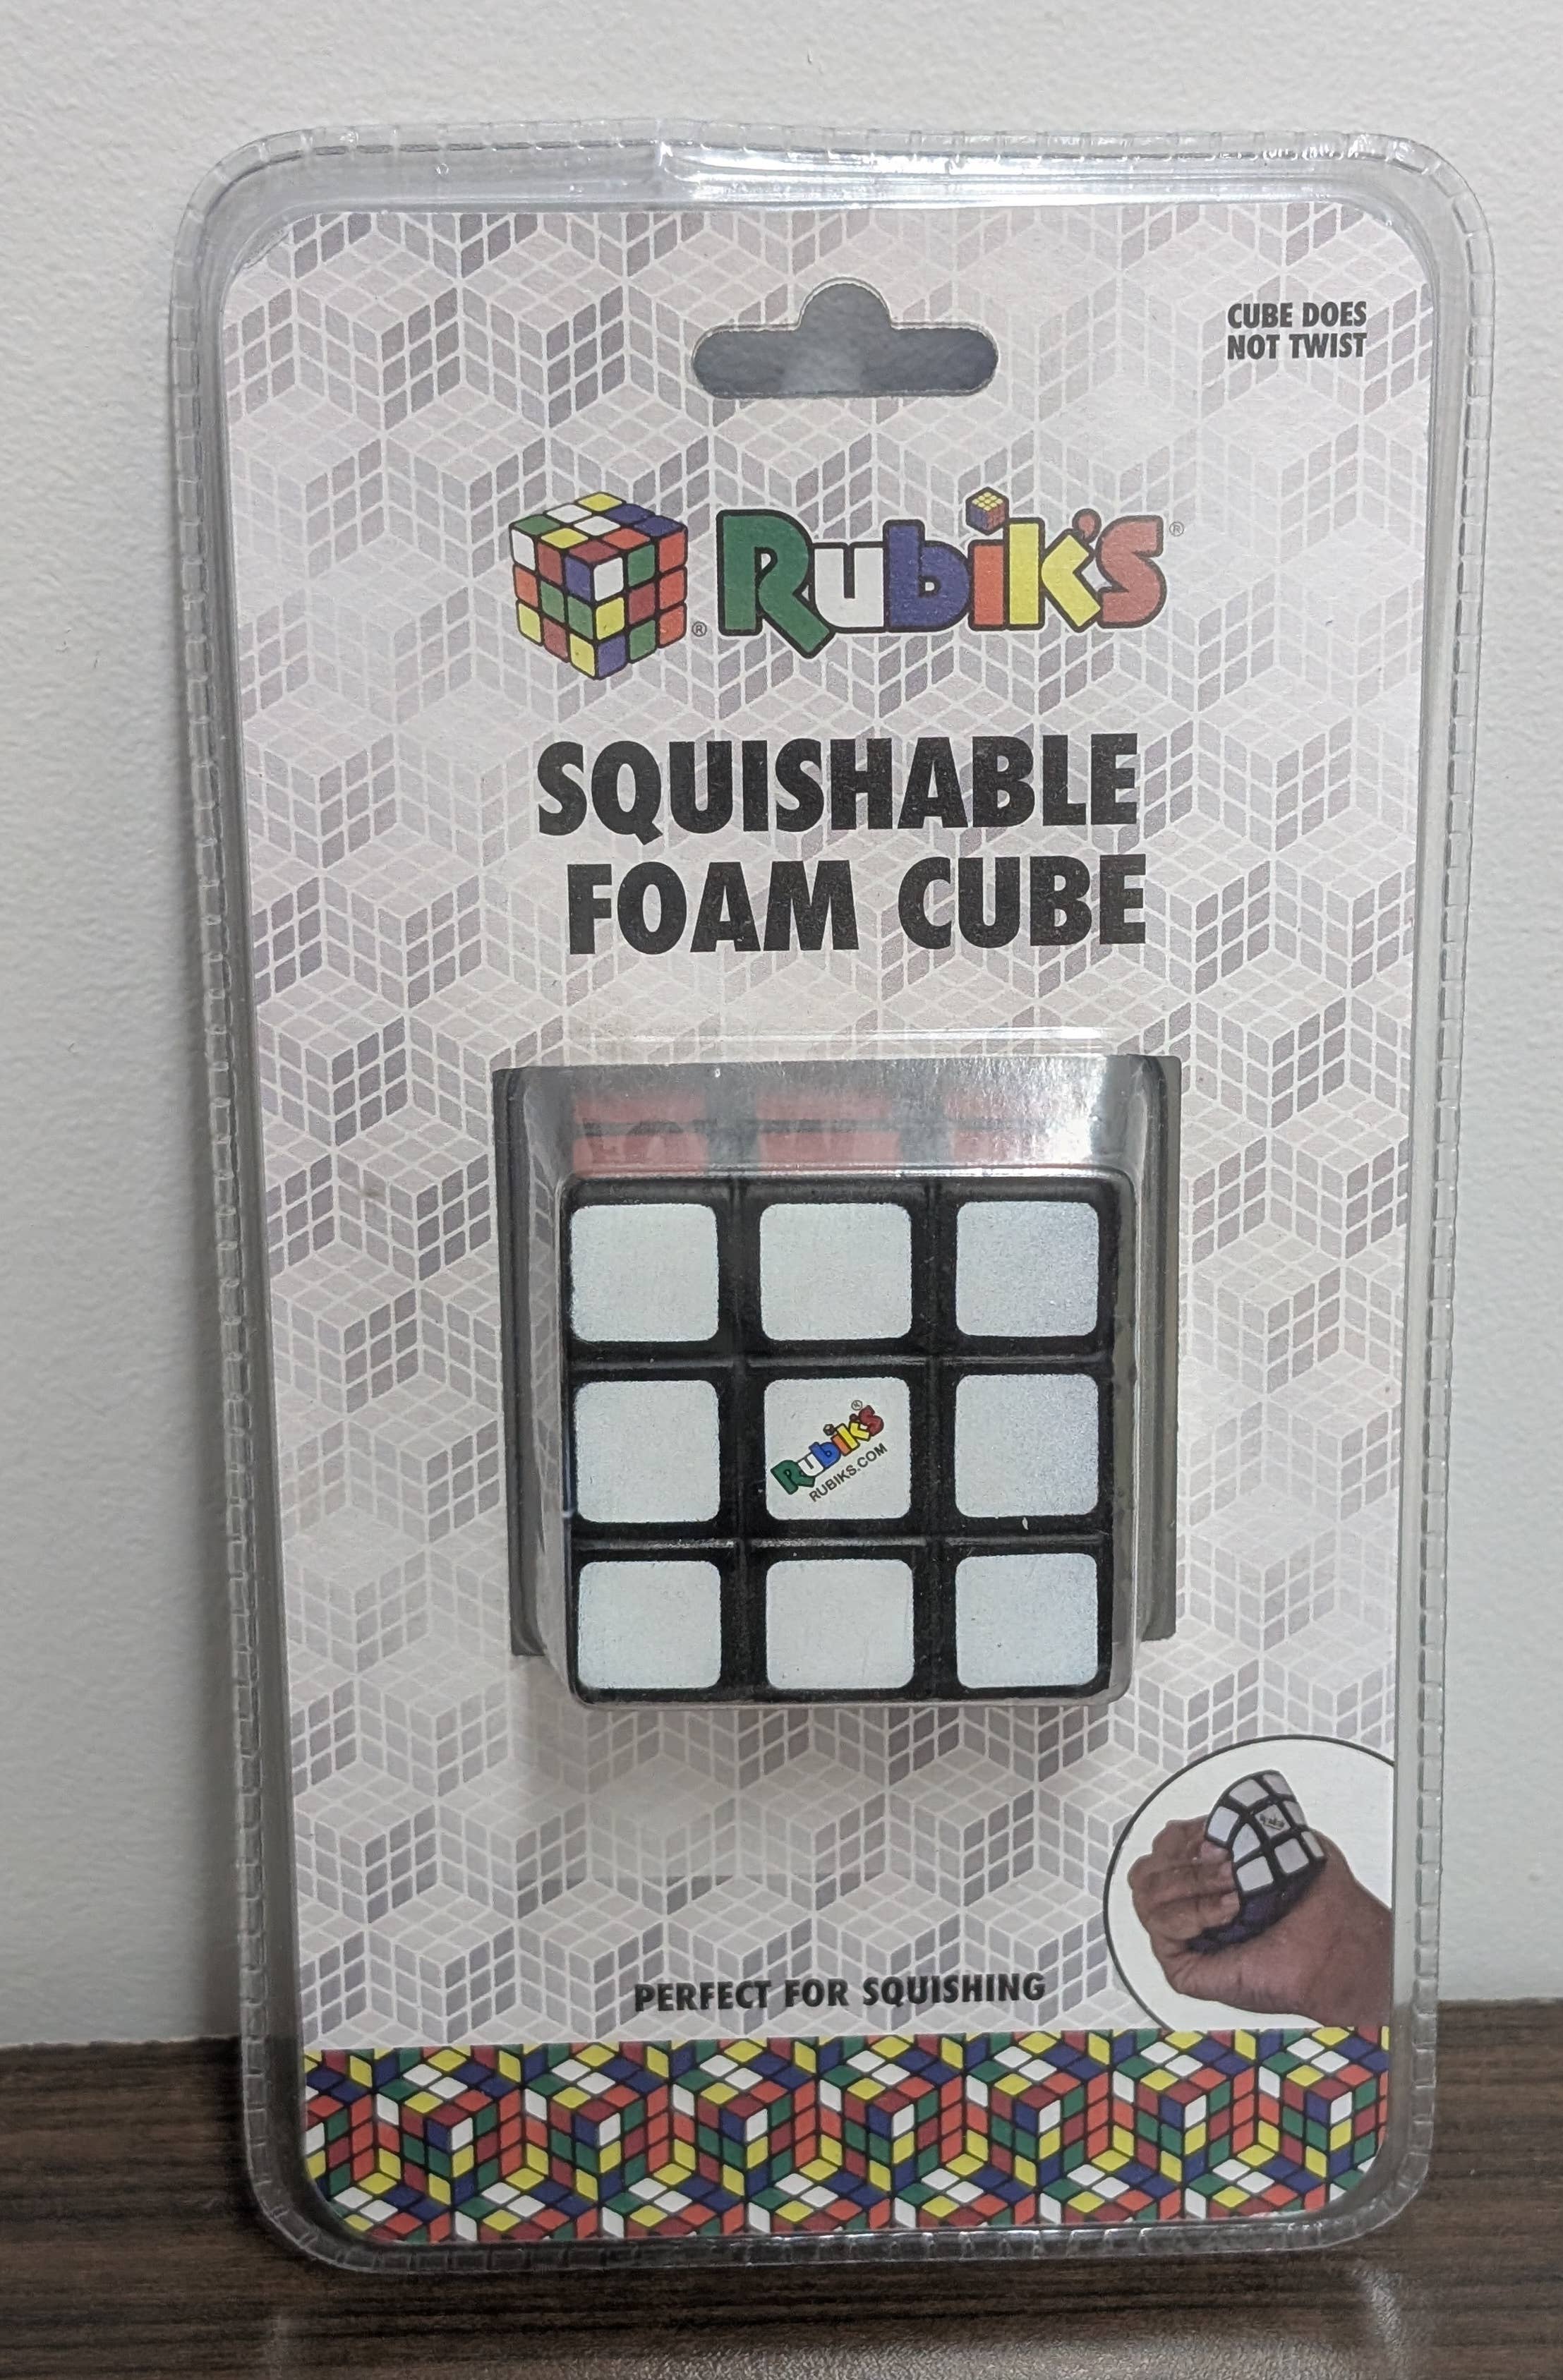 CUBE DOES
NOT TWIST
Rubik's®
®
SQUISHABLE
FOAM CUBE
Rubik's®
RUBIKS.COM
PERFECT FOR SQUISHING